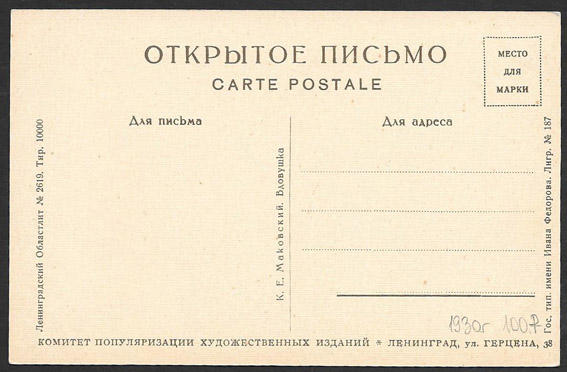 ОТКРЫТОЕ ПИСЬМО
CARTE POSTALE
МЕСТО
ДЛЯ
МАРКИ
Для письма
Для адреса
Ленинградский Областлит № 2619. Тир. 10000
К. Е. Маковский. Вдовушка
Гос. тип. имени Ивана Федорова. Лигр. № 187
1930г 100р
КОМИТЕТ ПОПУЛЯРИЗАЦИИ ХУДОЖЕСТВЕННЫХ ИЗДАНИЙ * ЛЕНИНГРАД, ул. ГЕРЦЕНА, 38